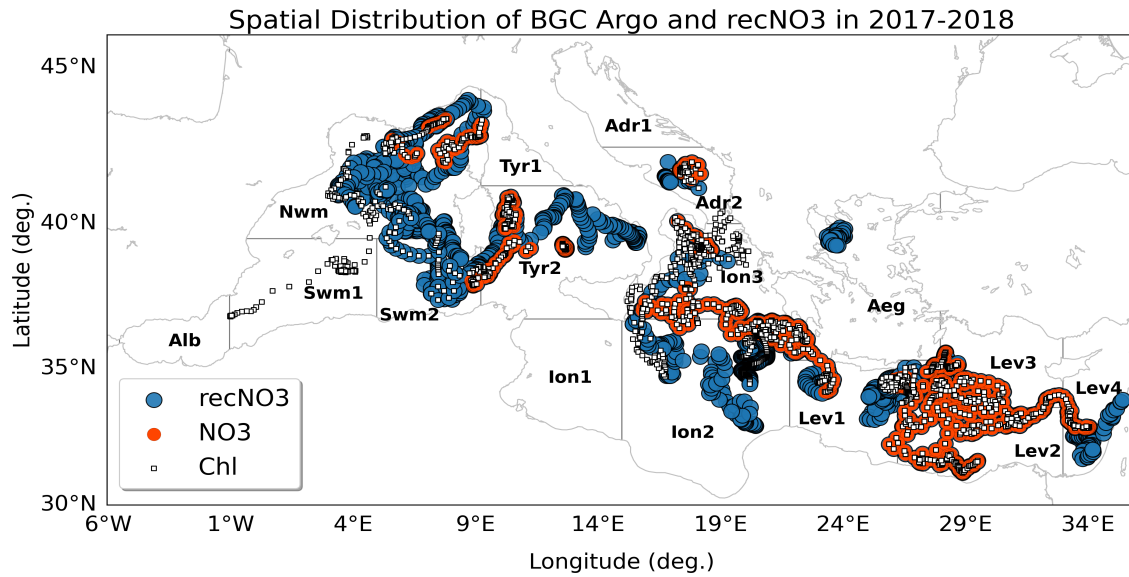 Spatial Distribution of BGC Argo and recNO3 in 2017-2018
Latitude (deg.)
45°N
40°N
35°N
30°N
Adr1
Tyr1
Adr2
Nwm
Tyr2
Ion3
Swm1
Swm2
Aeg
Alb
Ion1
Lev3
Lev4
Lev1
Ion2
Lev2
recNO3
NO3
Chl
6°W 1°W 4°E 9°E 14°E 19°E 24°E 29°E 34°E
Longitude (deg.)